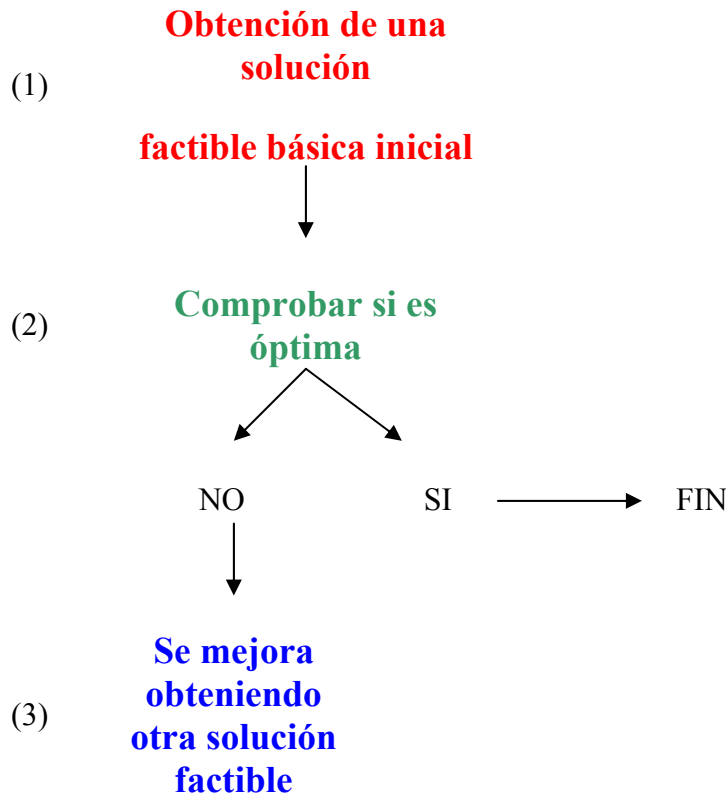 Obtención de una
solución
(1)
factible básica inicial
Comprobar si es
(2)
óptima
NO SI FIN
Se mejora
obteniendo
(3)
otra solución
factible